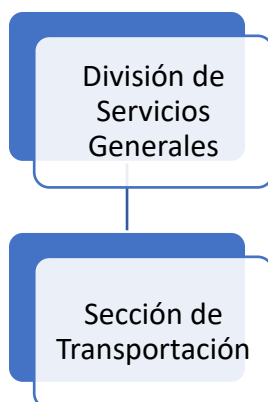 División de
Servicios
Generales
Sección de
Transportación